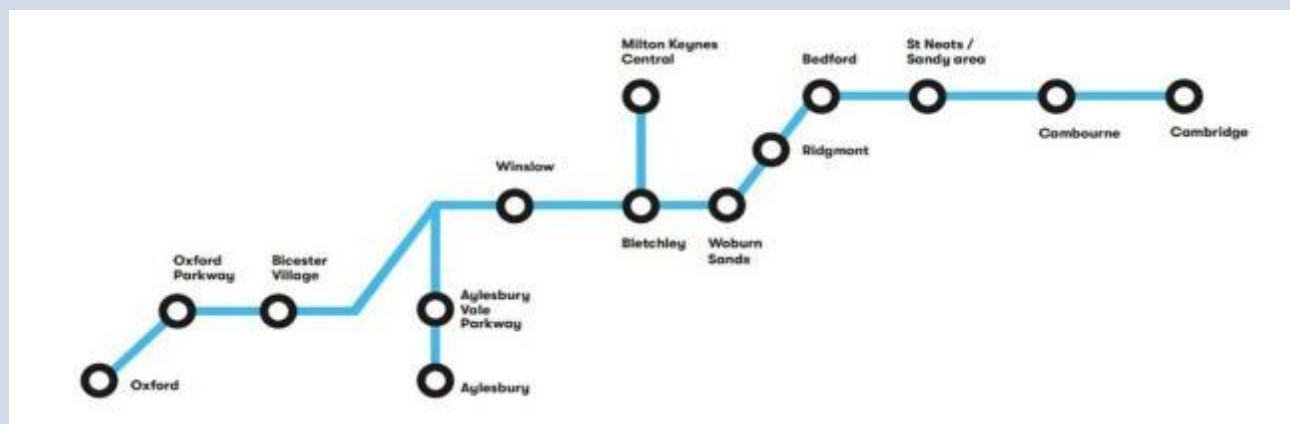 Milton Keynes
Central
Bedford
St Neots /
Sandy area
Cambourne
Cambridge
Ridgmont
Winslow
Bletchley
Woburn
Sands
Oxford
Parkway
Bicester
Village
Aylesbury
Vale
Parkway
Oxford
Aylesbury